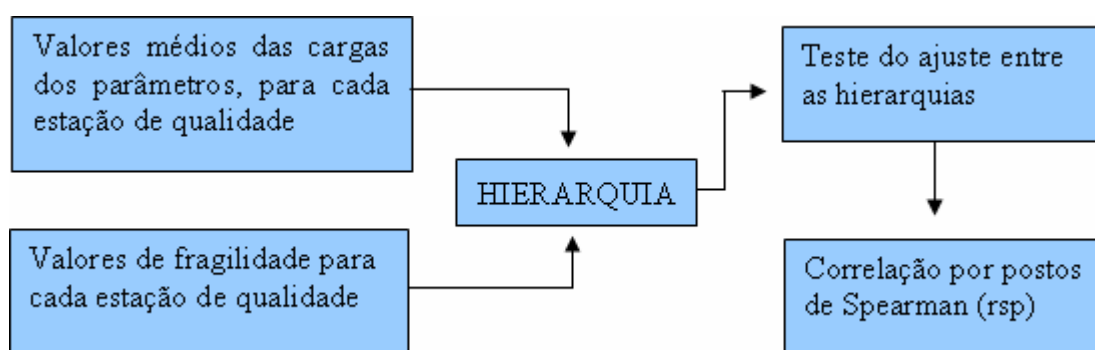 Valores médios das cargas
dos parâmetros, para cada
estação de qualidade
Valores de fragilidade para
cada estação de qualidade
HIERARQUIA
Teste do ajuste entre
as hierarquias
Correlação por postos
de Spearman (rsp)